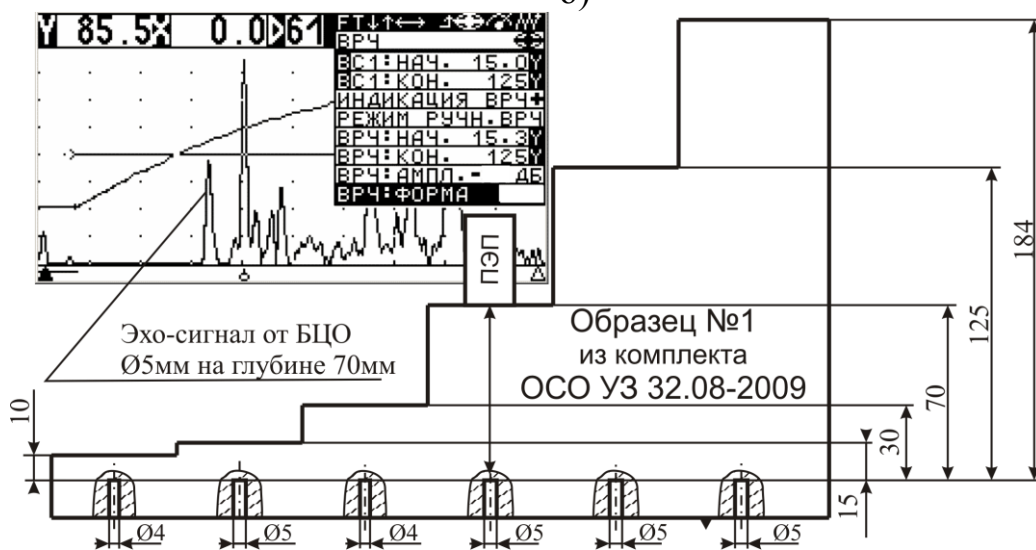 б)
Y 85.5X 0.0 61
FT↓↑↔
ВРЧ
ВС1:НАЧ. 15.0Y
ВС1:КОН. 125Y
ИНДИКАЦИЯ ВРЧ+
РЕЖИМ РУЧН.ВРЧ
ВРЧ:НАЧ. 15.3Y
ВРЧ:КОН. 125Y
ВРЧ:АМПЛ.- ДБ
ВРЧ:ФОРМА
ПЭП
Эхо-сигнал от БЦО
Ø5мм на глубине 70мм
Образец №1
из комплекта
ОСО УЗ 32.08-2009
10
15
30
70
125
184
Ø4 Ø5 Ø4 Ø5 Ø5 Ø5